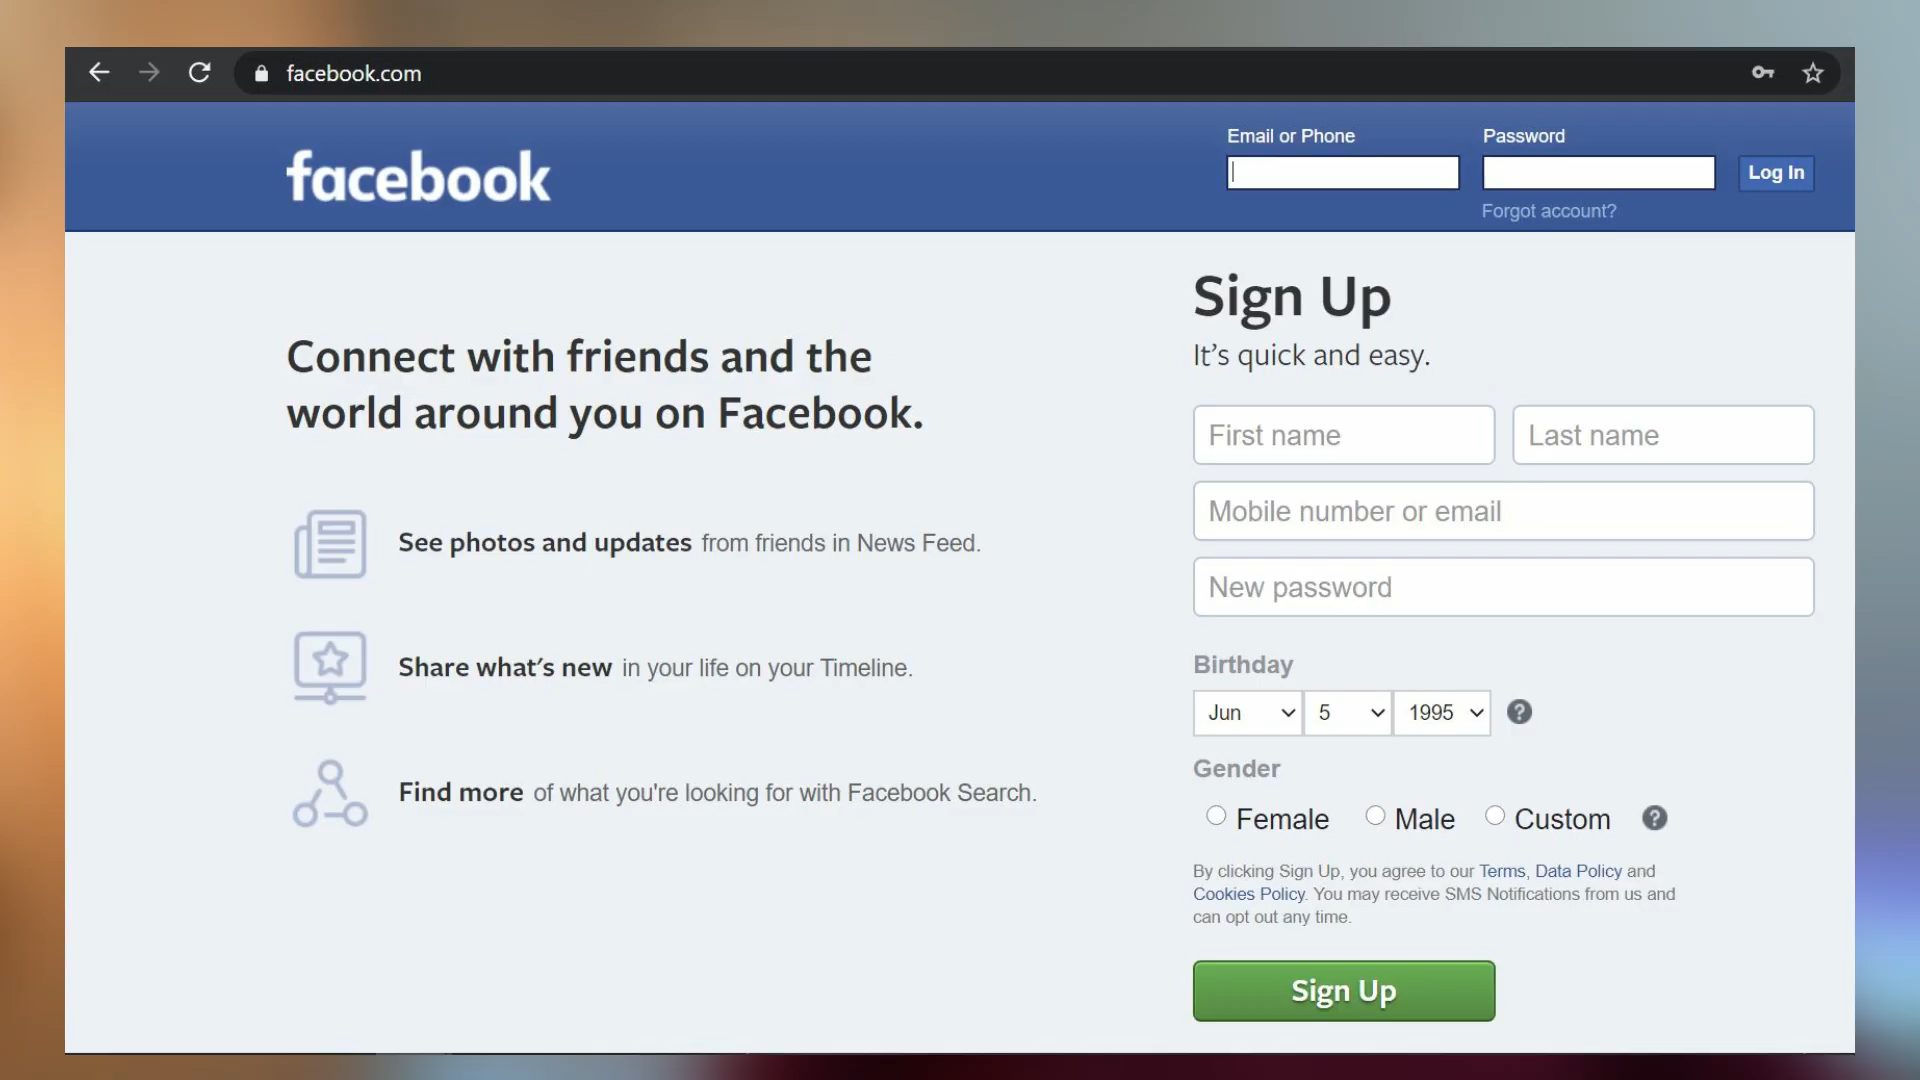 facebook.com
facebook
Email or Phone
Password
Log In
Forgot account?
Connect with friends and the
world around you on Facebook.
See photos and updates from friends in News Feed.
Share what's new in your life on your Timeline.
Find more of what you're looking for with Facebook Search.
Sign Up
It's quick and easy.
First name
Last name
Mobile number or email
New password
Birthday
Jun 5 1995 ?
Gender
Female Male Custom ?
By clicking Sign Up, you agree to our Terms, Data Policy and
Cookies Policy. You may receive SMS Notifications from us and
can opt out any time.
Sign Up